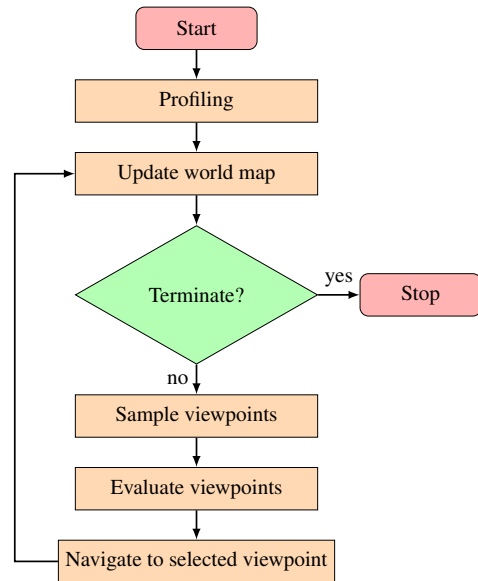 Start
Profiling
Update world map
Terminate?
yes
Stop
no
Sample viewpoints
Evaluate viewpoints
Navigate to selected viewpoint